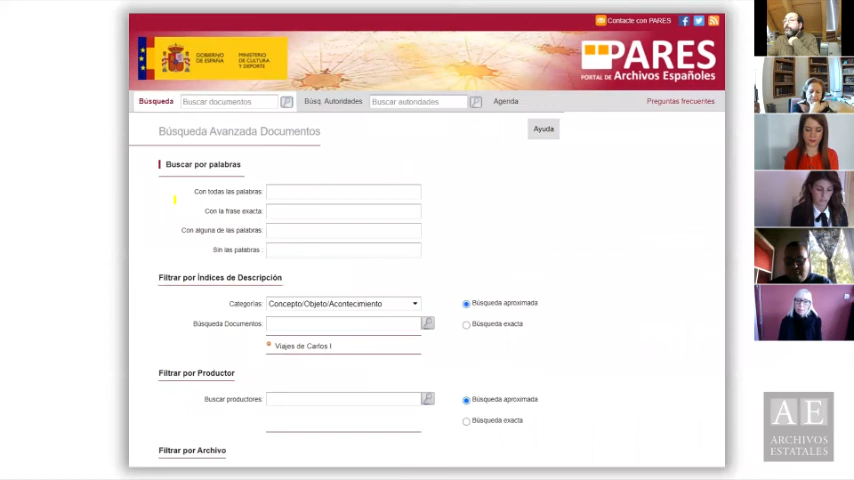 Contacte con PARES
GOBIERNO DE ESPAÑA
MINISTERIO DE CULTURA Y DEPORTE
PARES
PORTAL DE Archivos Españoles
Búsqueda
Buscar documentos
Búsq. Autoridades
Buscar autoridades
Agenda
Preguntas frecuentes
Búsqueda Avanzada Documentos
Ayuda
Buscar por palabras
Con todas las palabras:
Con la frase exacta:
Con alguna de las palabras:
Sin las palabras :
Filtrar por Índices de Descripción
Categorías:
Concepto/Objeto/Acontecimiento
Búsqueda aproximada
Búsqueda Documentos:
Búsqueda exacta
Viajes de Carlos I
Filtrar por Productor
Buscar productores:
Búsqueda aproximada
Búsqueda exacta
Filtrar por Archivo
AE
ARCHIVOS
ESTATALES